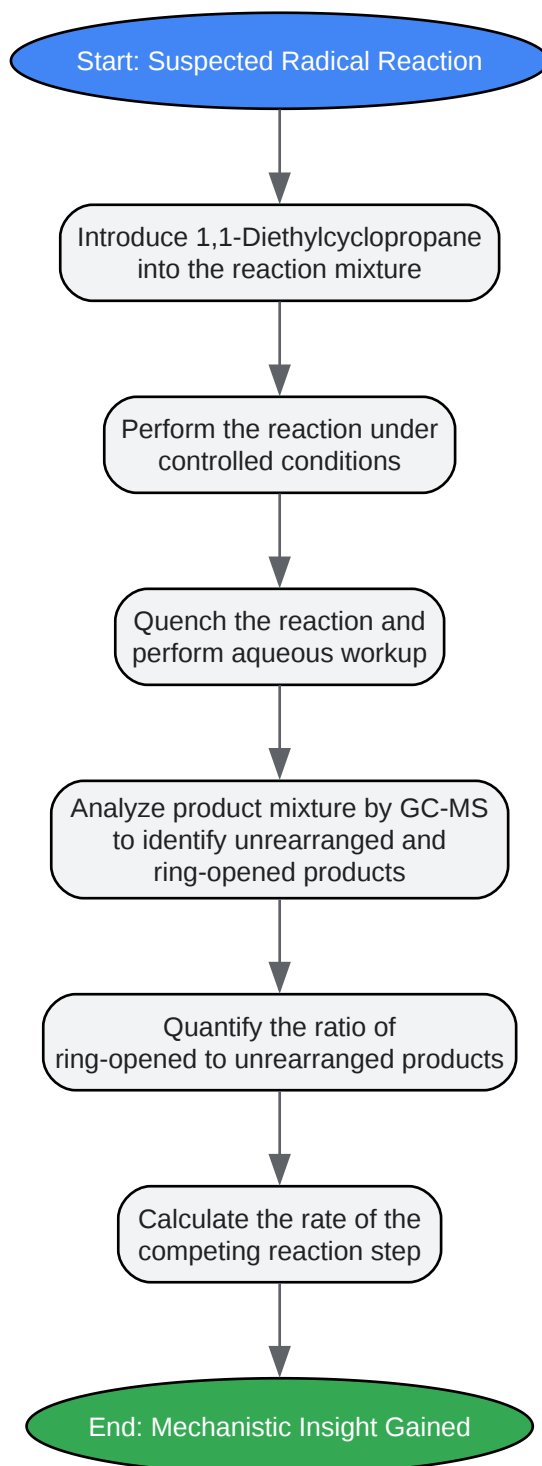 Start: Suspected Radical Reaction
Introduce 1,1-Diethylcyclopropane
into the reaction mixture
Perform the reaction under
controlled conditions
Quench the reaction and
perform aqueous workup
Analyze product mixture by GC-MS
to identify unrearranged and
ring-opened products
Quantify the ratio of
ring-opened to unrearranged products
Calculate the rate of the
competing reaction step
End: Mechanistic Insight Gained